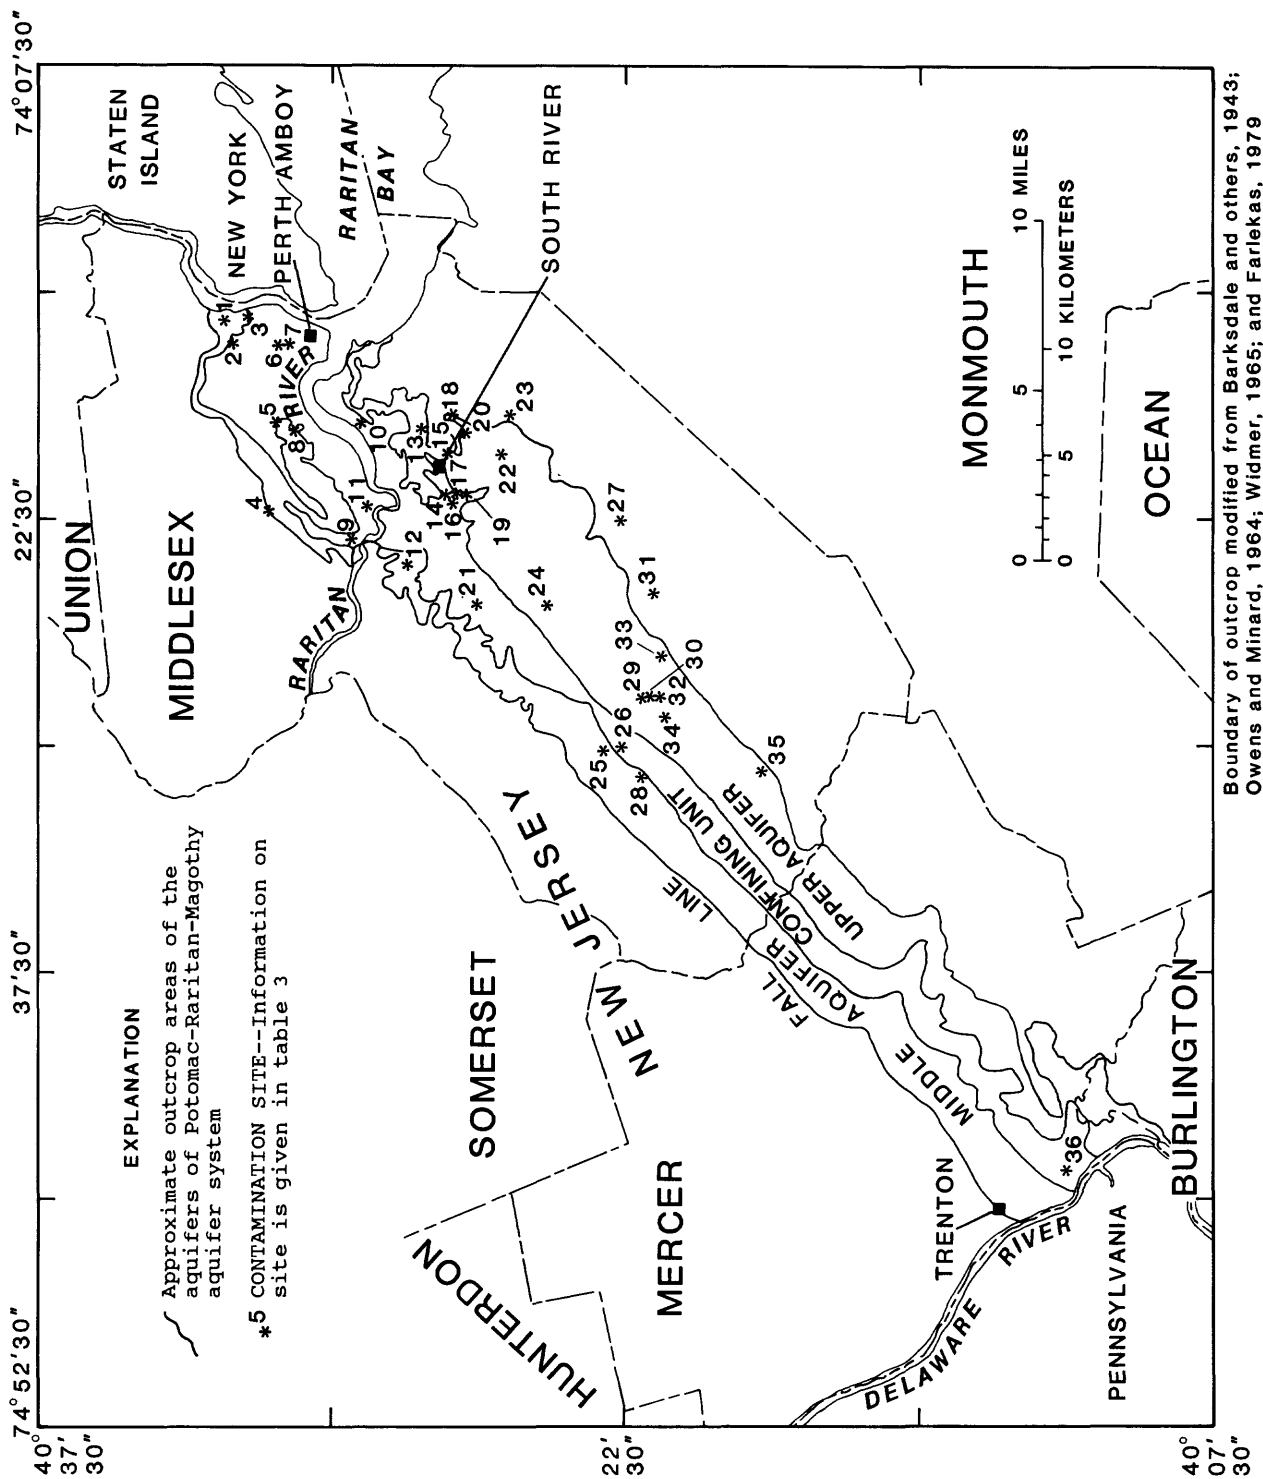 74°52'30"
37'30"
22'30"
74°07'30"
40°
37'
30"
22'
30"
40°
07'
30"
EXPLANATION
Approximate outcrop areas of the
aquifers of Potomac-Raritan-Magothy
aquifer system
*5 CONTAMINATION SITE--Information on
site is given in table 3
UNION
MIDDLESEX
STATEN
ISLAND
NEW YORK
PERTH AMBOY
RARITAN
BAY
SOUTH RIVER
RARITAN
RIVER
HUNTERDON
SOMERSET
MERCER
NEW JERSEY
MONMOUTH
OCEAN
BURLINGTON
TRENTON
DELAWARE
RIVER
PENNSYLVANIA
FALL
LINE
MIDDLE
AQUIFER
CONFINING UNIT
UPPER AQUIFER
1
2
3
4
5
6
7
8
9
10
11
12
13
14
15
16
17
18
19
20
21
22
23
24
25
26
27
28
29
30
31
32
33
34
35
36
0 5 10 MILES
0 5 10 KILOMETERS
Boundary of outcrop modified from Barksdale and others, 1943;
Owens and Minard, 1964; Widmer, 1965; and Farlekas, 1979